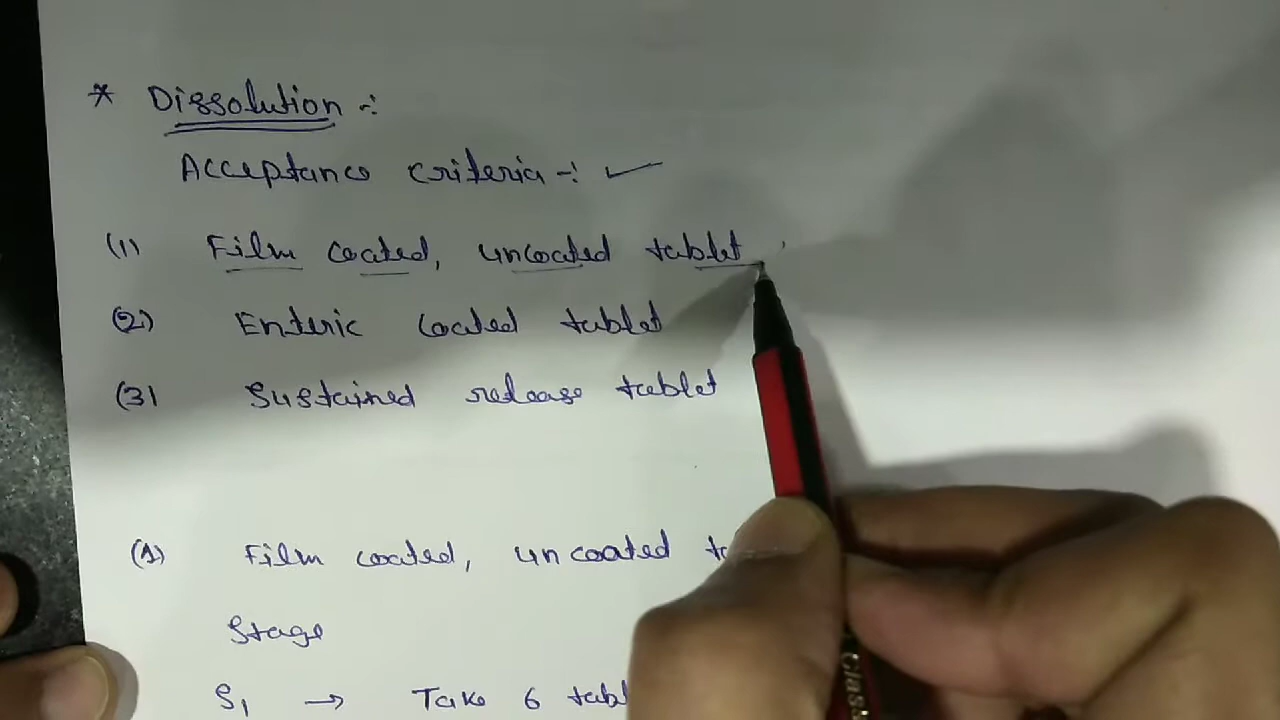 * Dissolution -:
Acceptance criteria -: ✓
(1) Film coated, uncoated tablet
(2) Enteric coated tablet
(3) Sustained release tablet
(1) Film coated, uncoated
Stage
S1 → Take 6
Class